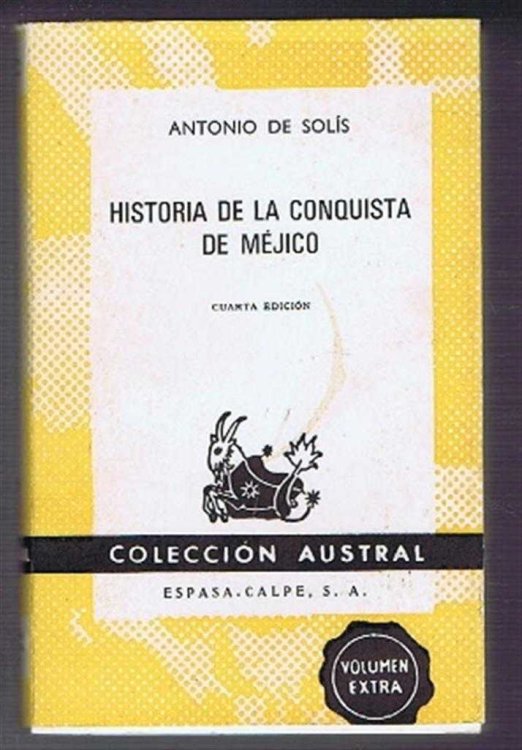 ANTONIO DE SOLÍS
HISTORIA DE LA CONQUISTA
DE MÉJICO
CUARTA EDICIÓN
COLECCIÓN AUSTRAL
ESPASA-CALPE, S. A.
VOLUMEN
EXTRA